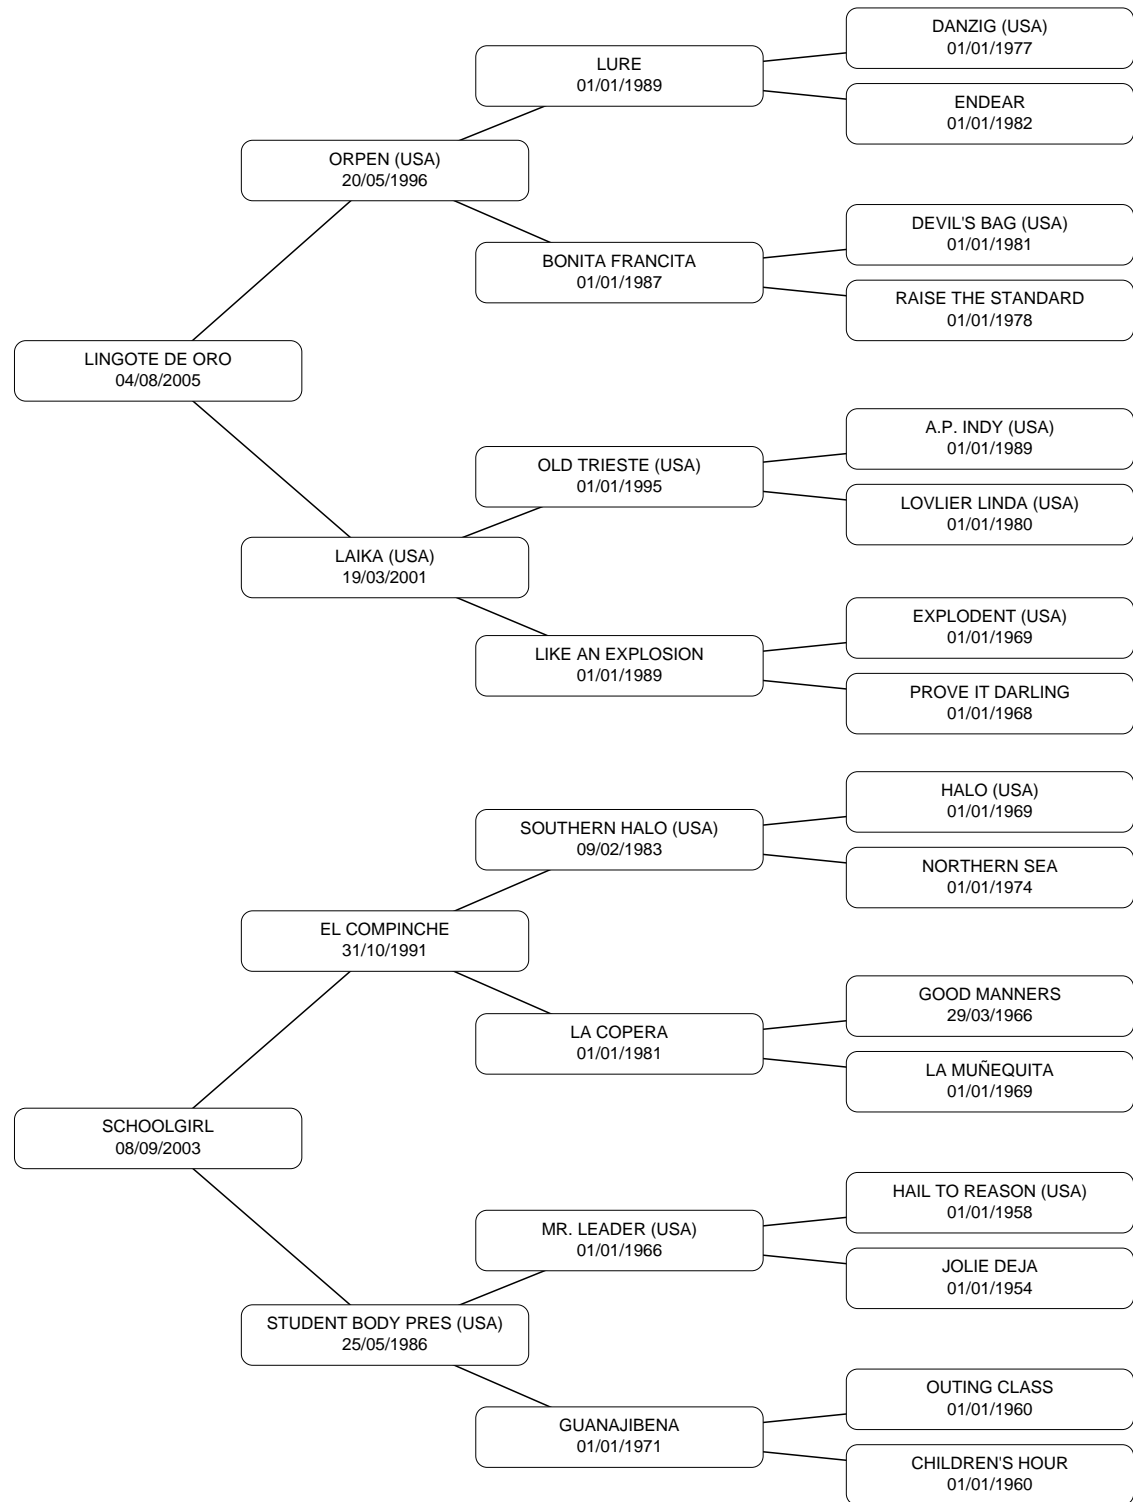 DANZIG (USA)
01/01/1977
LURE
01/01/1989
ENDEAR
01/01/1982
ORPEN (USA)
20/05/1996
DEVIL'S BAG (USA)
01/01/1981
BONITA FRANCITA
01/01/1987
RAISE THE STANDARD
01/01/1978
LINGOTE DE ORO
04/08/2005
A.P. INDY (USA)
01/01/1989
OLD TRIESTE (USA)
01/01/1995
LOVLIER LINDA (USA)
01/01/1980
LAIKA (USA)
19/03/2001
EXPLODENT (USA)
01/01/1969
LIKE AN EXPLOSION
01/01/1989
PROVE IT DARLING
01/01/1968
HALO (USA)
01/01/1969
SOUTHERN HALO (USA)
09/02/1983
NORTHERN SEA
01/01/1974
EL COMPINCHE
31/10/1991
GOOD MANNERS
29/03/1966
LA COPERA
01/01/1981
LA MUÑEQUITA
01/01/1969
SCHOOLGIRL
08/09/2003
HAIL TO REASON (USA)
01/01/1958
MR. LEADER (USA)
01/01/1966
JOLIE DEJA
01/01/1954
STUDENT BODY PRES (USA)
25/05/1986
OUTING CLASS
01/01/1960
GUANAJIBENA
01/01/1971
CHILDREN'S HOUR
01/01/1960